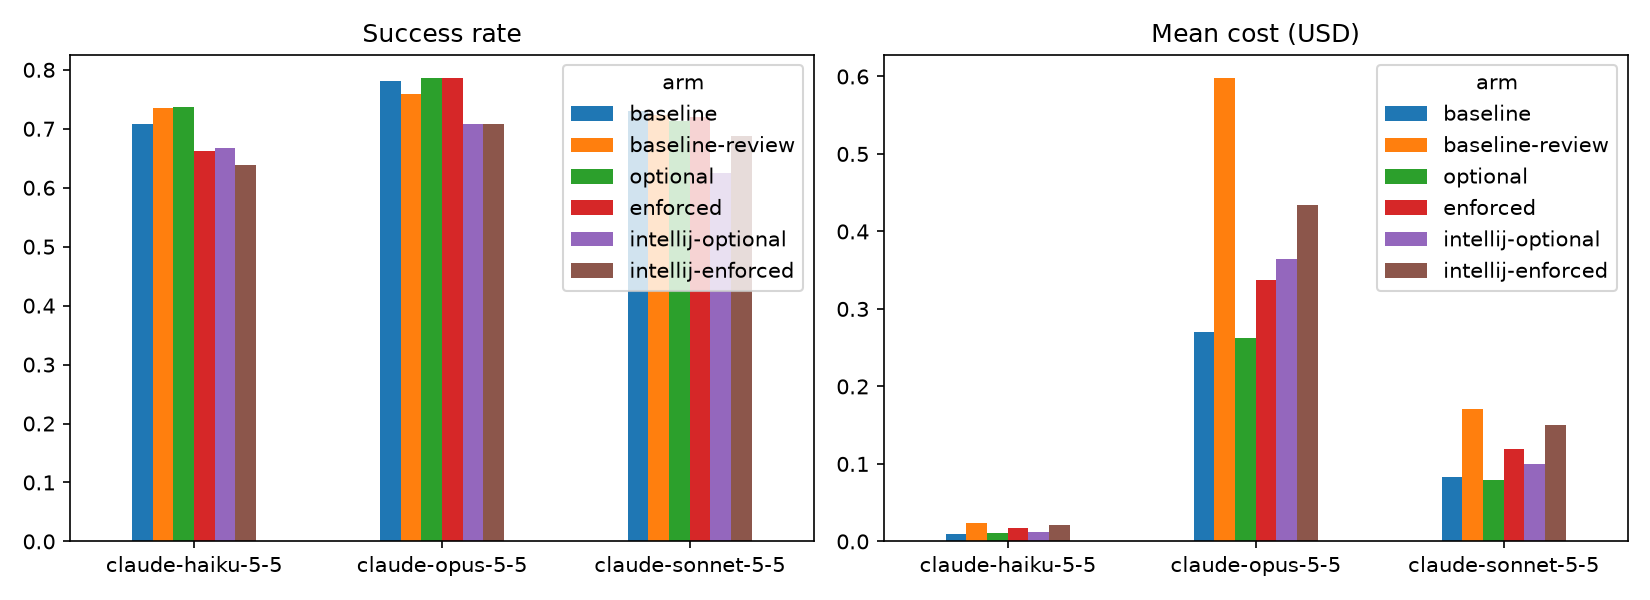 Success rate
0.8
0.7
0.6
0.5
0.4
0.3
0.2
0.1
0.0
arm
baseline
baseline-review
optional
enforced
intellij-optional
intellij-enforced
claude-haiku-5-5
claude-opus-5-5
claude-sonnet-5-5
Mean cost (USD)
0.6
0.5
0.4
0.3
0.2
0.1
0.0
arm
baseline
baseline-review
optional
enforced
intellij-optional
intellij-enforced
claude-haiku-5-5
claude-opus-5-5
claude-sonnet-5-5